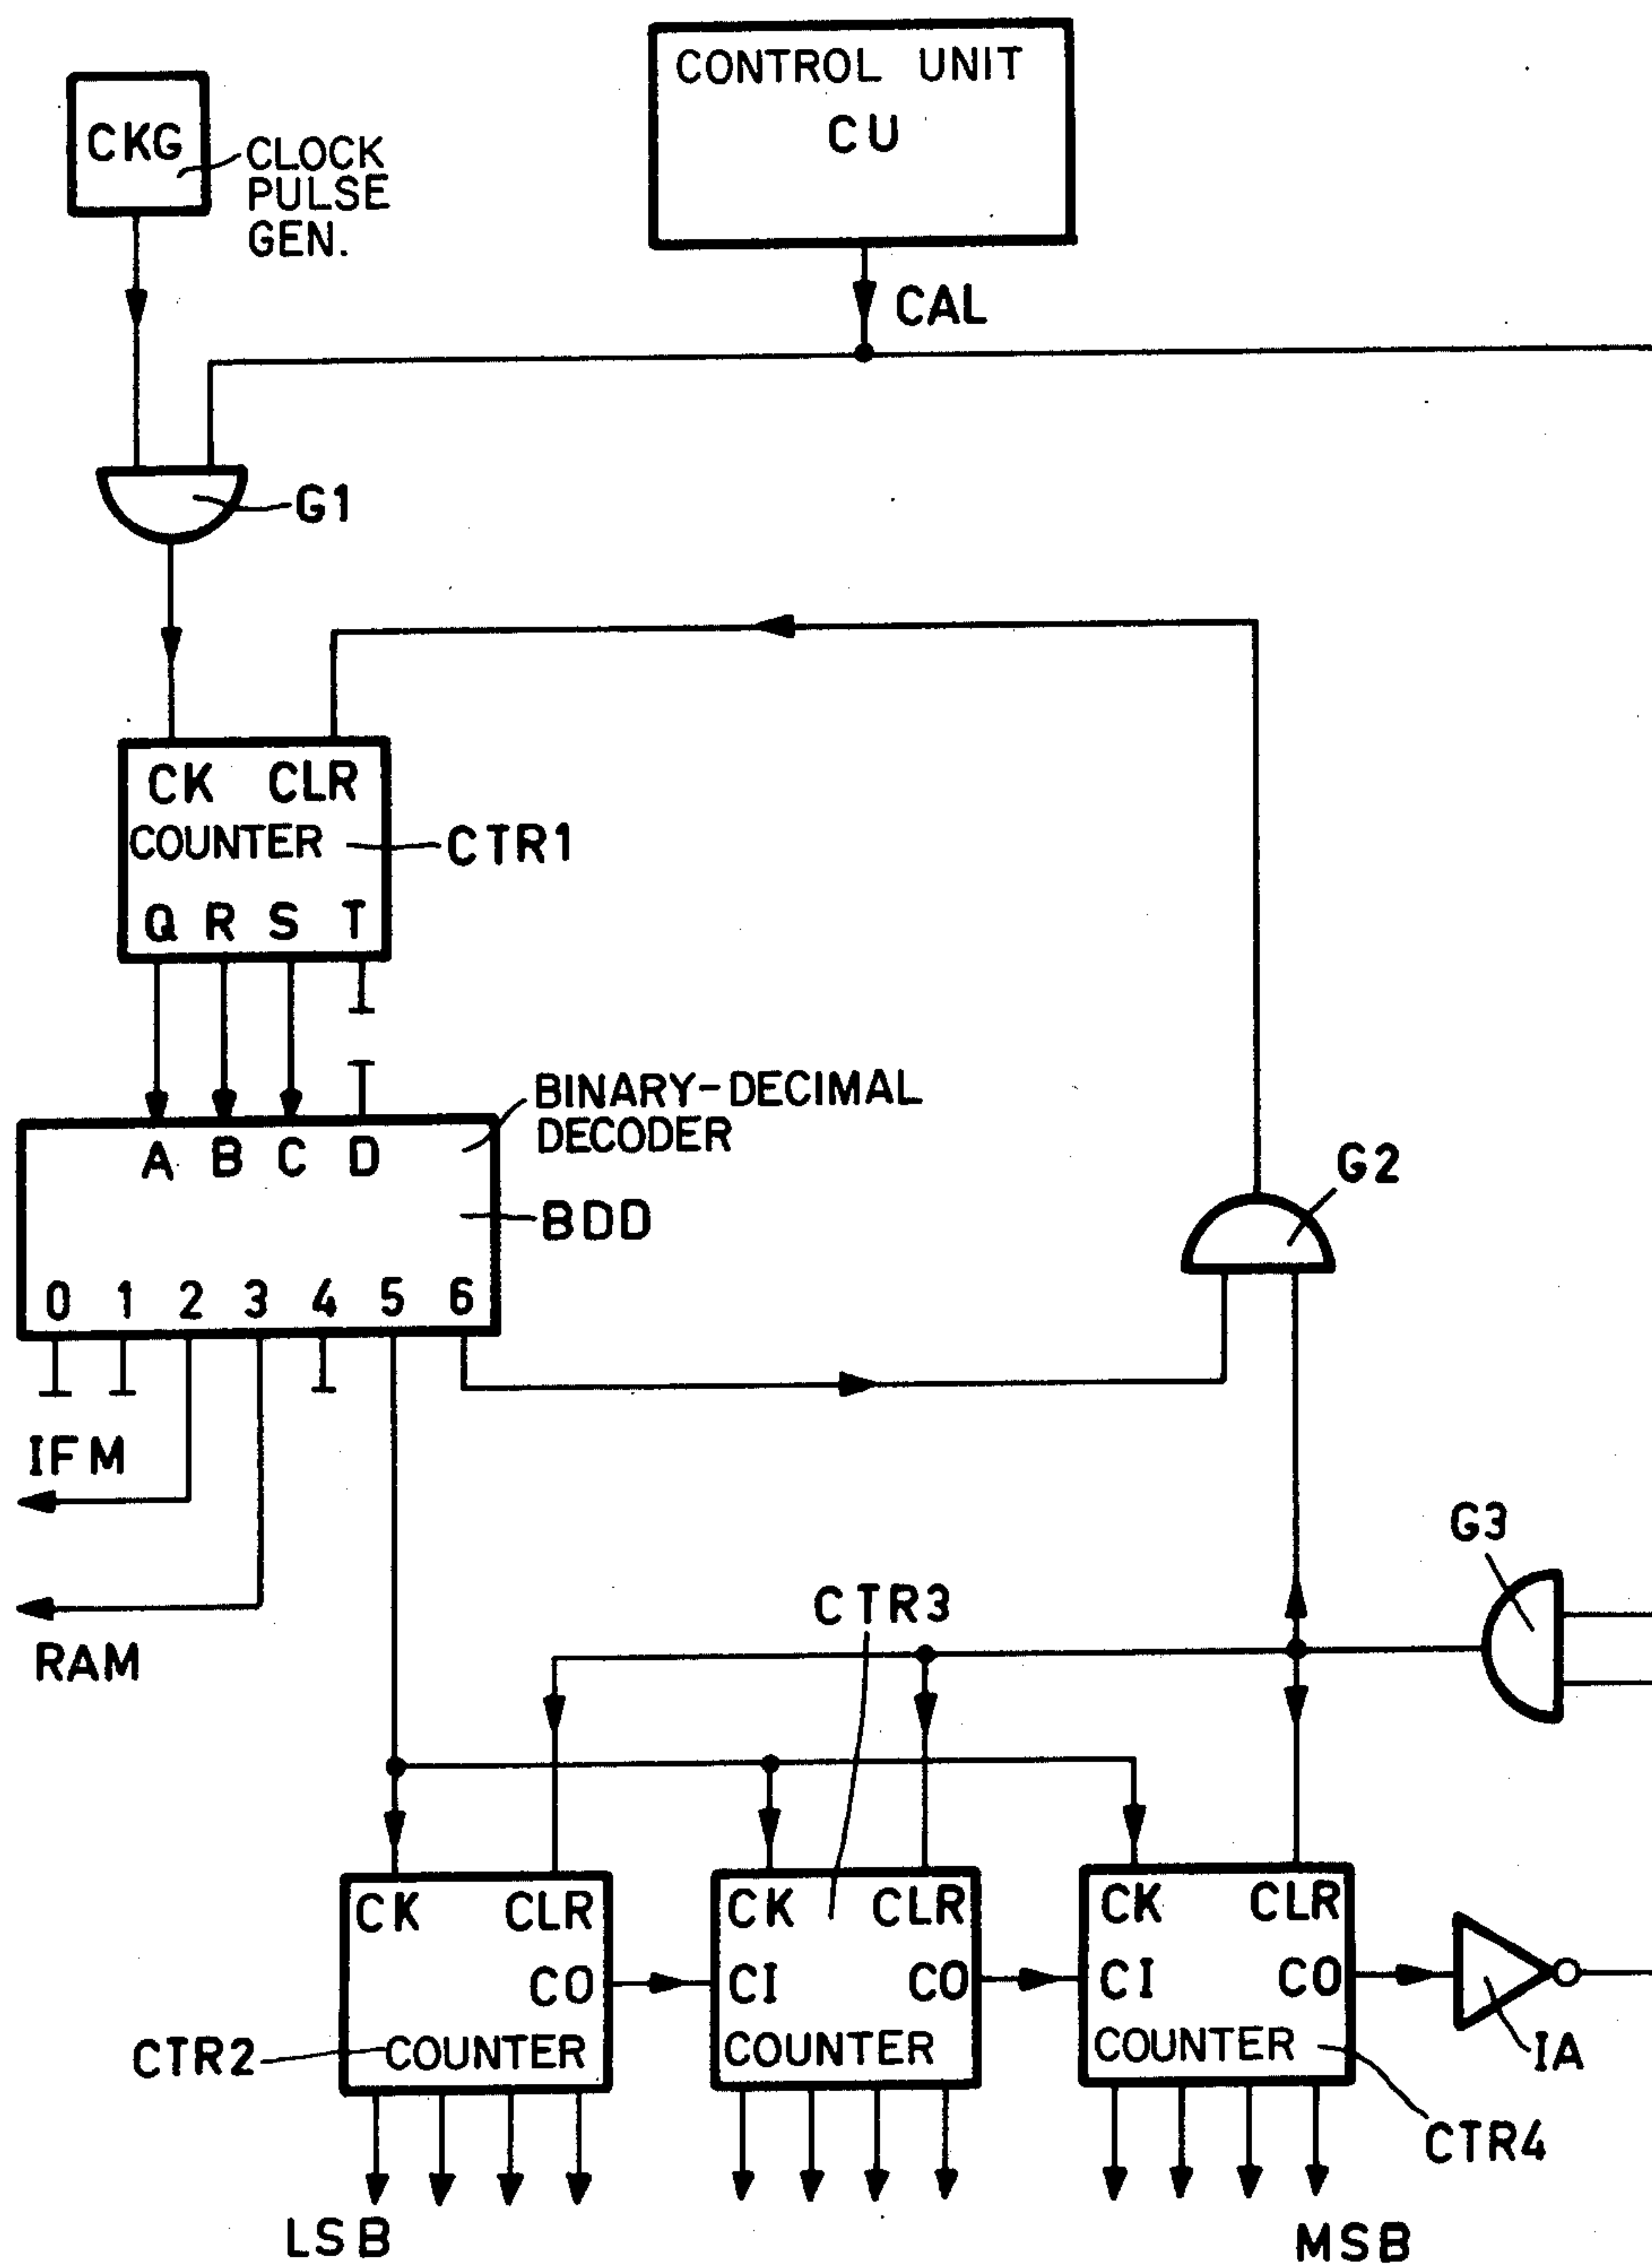 CONTROL UNIT
CU
CKG
CLOCK
PULSE
GEN.
CAL
G1
CK CLR
COUNTER
CTR1
Q R S T
BINARY-DECIMAL
DECODER
A B C D
G2
BDD
0 1 2 3 4 5 6
IFM
G3
CTR3
RAM
CK CLR
CO
COUNTER
CTR2
CK CLR
CI CO
COUNTER
CK CLR
CI CO
COUNTER
IA
CTR4
LSB
MSB